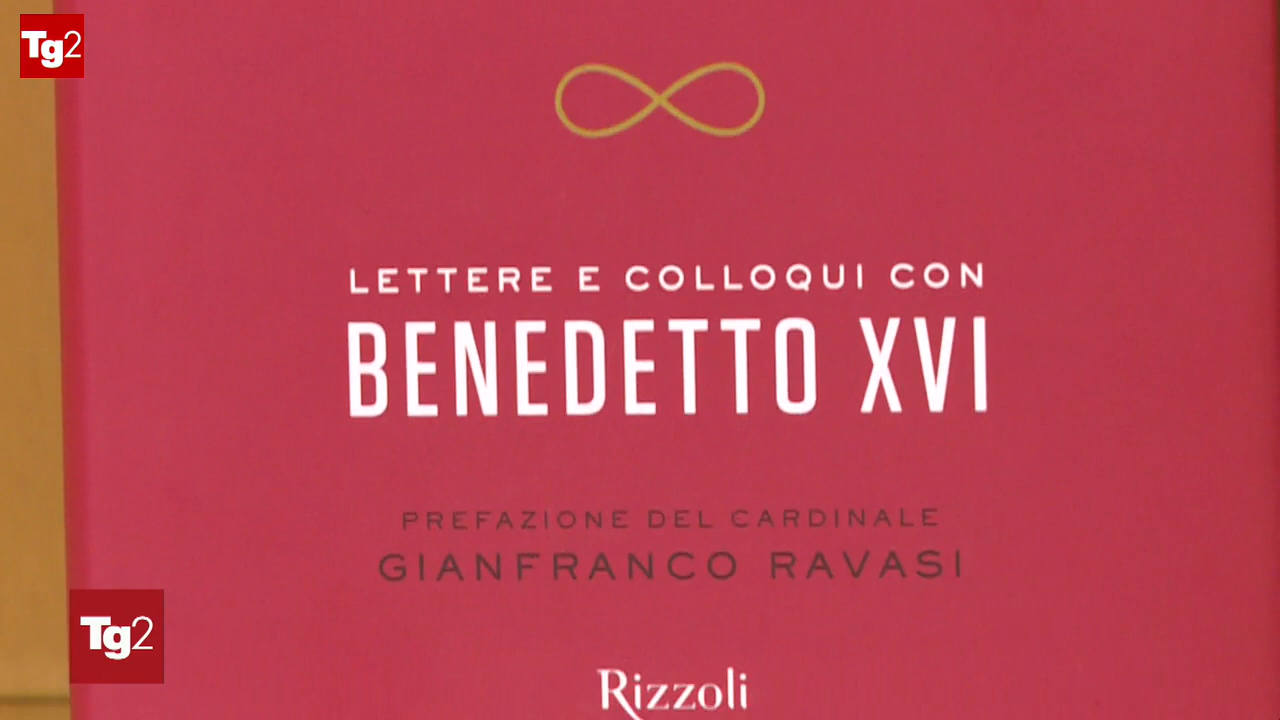 Tg2
LETTERE E COLLOQUI CON
BENEDETTO XVI
PREFAZIONE DEL CARDINALE
GIANFRANCO RAVASI
Tg2
Rizzoli